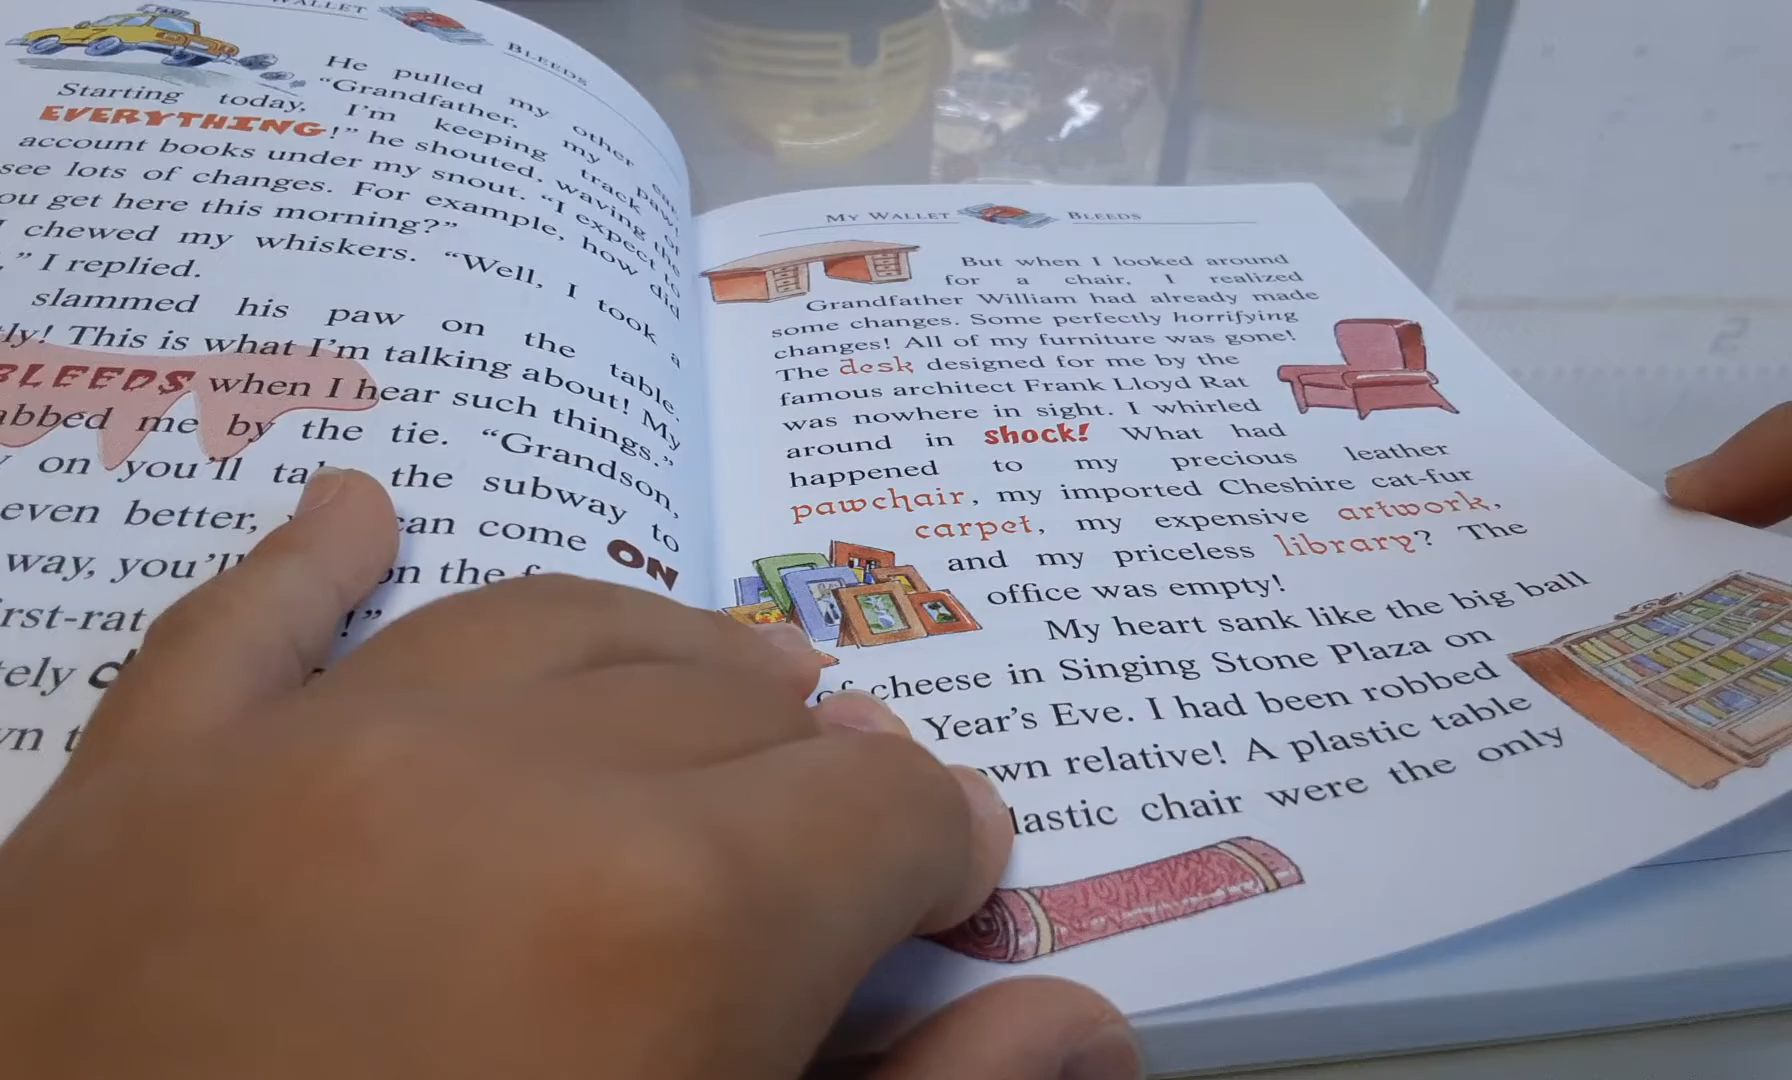 WALLET BLEEDS
He pulled my other
"Grandfather, my
Starting today, I'm keeping track of
EVERYTHING!" he shouted, waving the
account books under my snout. "I expect to
see lots of changes. For example, how did
ou get here this morning?"
I chewed my whiskers. "Well, I took a
," I replied.
slammed his paw on the table.
tly! This is what I'm talking about! My
BLEEDS when I hear such things."
abbed me by the tie. "Grandson,
on you'll the subway to
even better, can come ON
way, you'll on the
irst-rat !"
tely
wn
MY WALLET BLEEDS
But when I looked around
for a chair, I realized
Grandfather William had already made
some changes. Some perfectly horrifying
changes! All of my furniture was gone!
The desk designed for me by the
famous architect Frank Lloyd Rat
was nowhere in sight. I whirled
around in shock! What had
happened to my precious leather
pawchair, my imported Cheshire cat-fur
carpet, my expensive artwork,
and my priceless library? The
office was empty!
My heart sank like the big ball
of cheese in Singing Stone Plaza on
Year's Eve. I had been robbed
own relative! A plastic table
lastic chair were the only